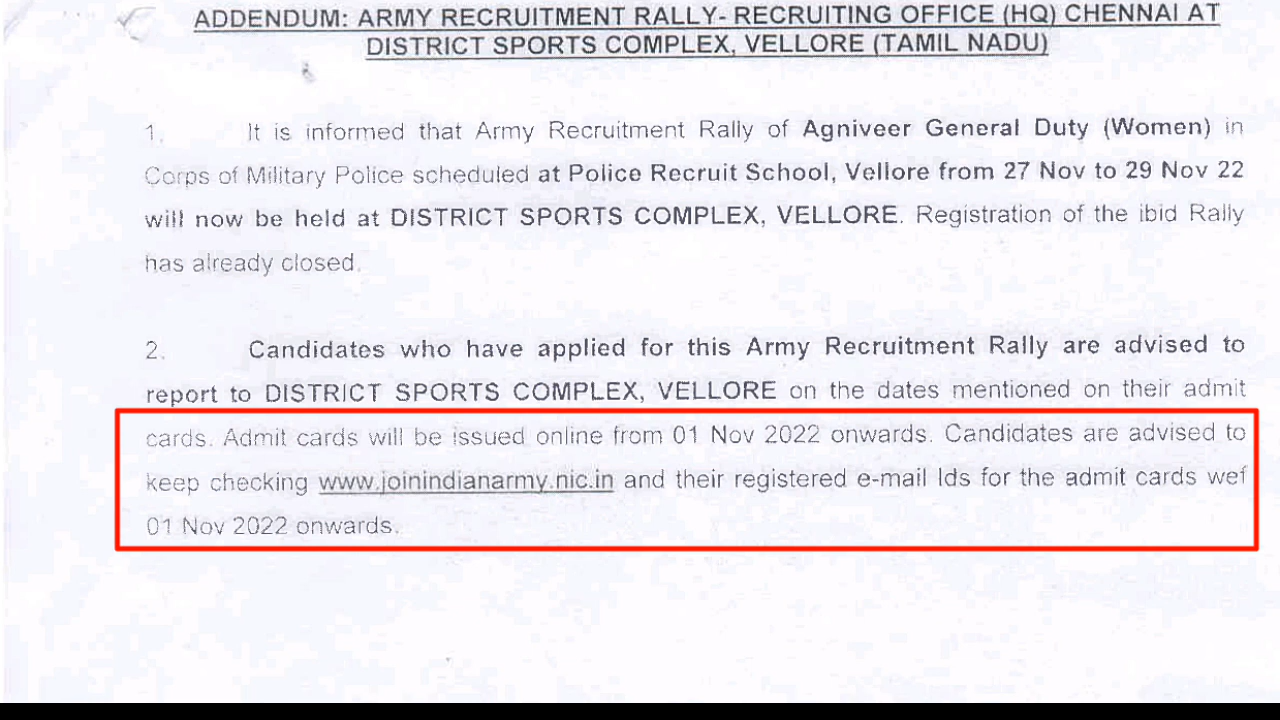 ADDENDUM: ARMY RECRUITMENT RALLY- RECRUITING OFFICE (HQ) CHENNAI AT
DISTRICT SPORTS COMPLEX, VELLORE (TAMIL NADU)
1. It is informed that Army Recruitment Rally of Agniveer General Duty (Women) in
Corps of Military Police scheduled at Police Recruit School, Vellore from 27 Nov to 29 Nov 22
will now be held at DISTRICT SPORTS COMPLEX, VELLORE. Registration of the ibid Rally
has already closed.
2. Candidates who have applied for this Army Recruitment Rally are advised to
report to DISTRICT SPORTS COMPLEX, VELLORE on the dates mentioned on their admit
cards. Admit cards will be issued online from 01 Nov 2022 onwards. Candidates are advised to
keep checking www.joinindianarmy.nic.in and their registered e-mail Ids for the admit cards wef
01 Nov 2022 onwards.